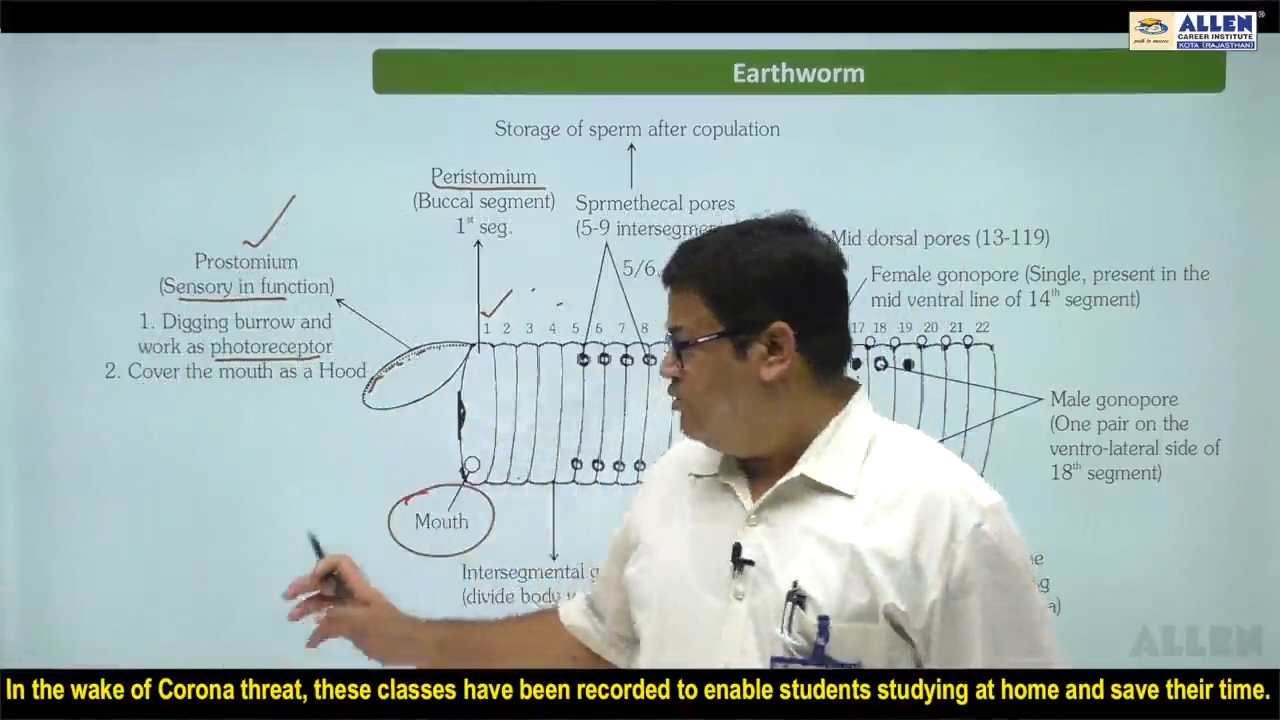 ALLEN
CAREER INSTITUTE
KOTA (RAJASTHAN)
path to success
Earthworm
Storage of sperm after copulation
Peristomium
(Buccal segment)
1st seg.
Sprmethecal pores
(5-9
5/6,
Mid dorsal pores (13-119)
Female gonopore (Single, present in the
mid ventral line of 14th segment)
Prostomium
(Sensory in function)
1. Digging burrow and
work as photoreceptor
2. Cover the mouth as a Hood
1 2 3 4 5 6 7 8 17 18 19 20 21 22
Male gonopore
(One pair on the
ventro-lateral side of
18th segment)
Mouth
Intersegmental
(divide body
ALLEN
In the wake of Corona threat, these classes have been recorded to enable students studying at home and save their time.